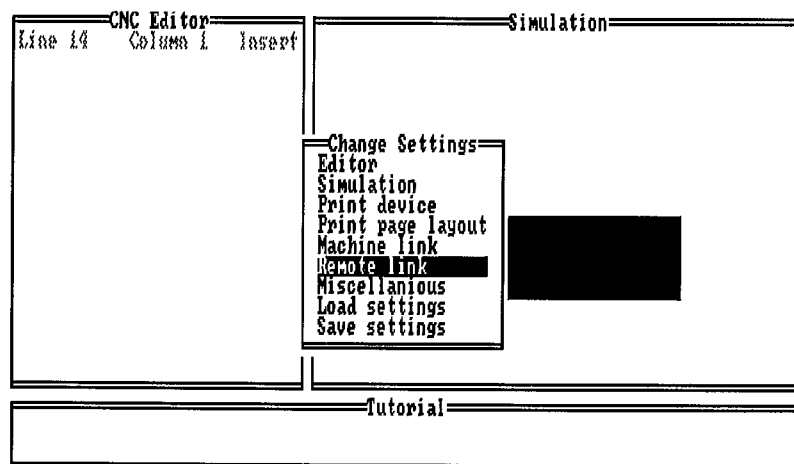 CNC Editor
Line 14 Column 1 Insert
Simulation
Change Settings
Editor
Simulation
Print device
Print page layout
Machine link
Remote link
Miscellanious
Load settings
Save settings
Tutorial